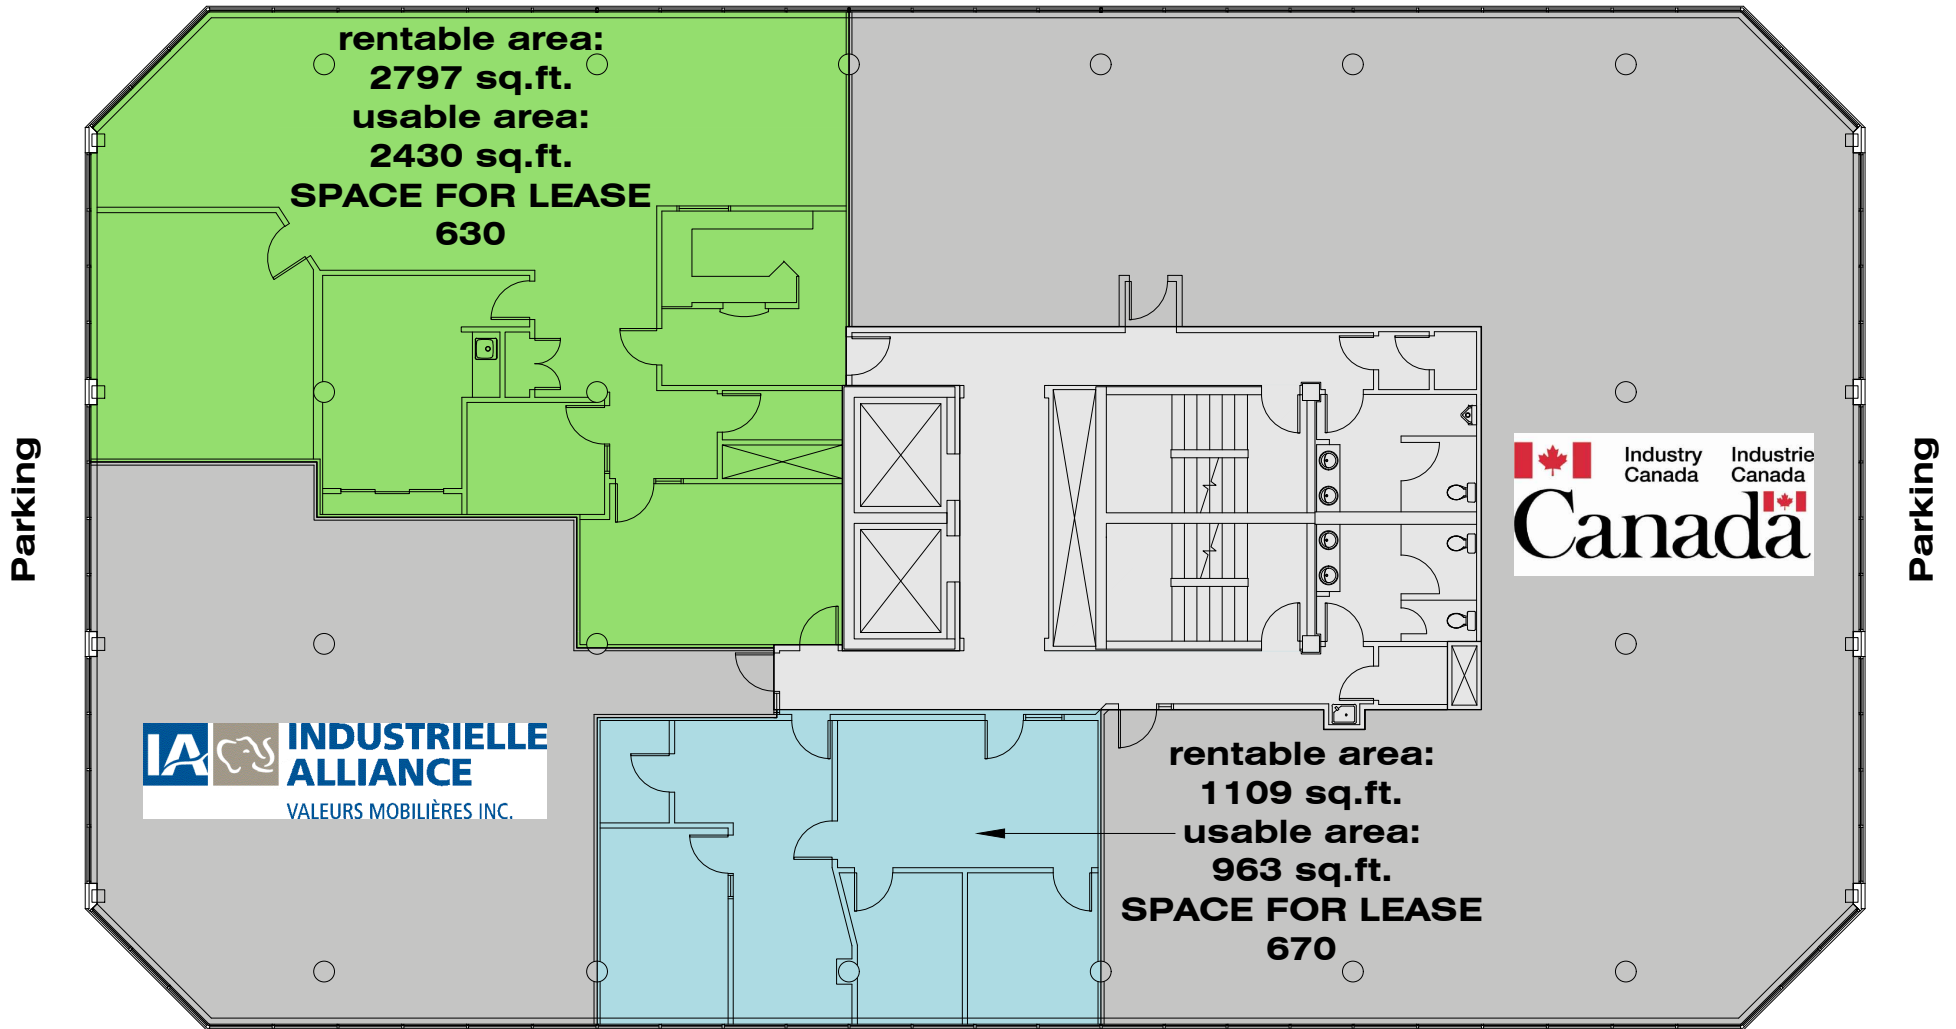 rentable area:
2797 sq.ft.
usable area:
2430 sq.ft.
SPACE FOR LEASE
630
Parking
Industry
Canada
Industrie
Canada
Canada
Parking
IA
INDUSTRIELLE
ALLIANCE
VALEURS MOBILIÈRES INC.
rentable area:
1109 sq.ft.
usable area:
963 sq.ft.
SPACE FOR LEASE
670